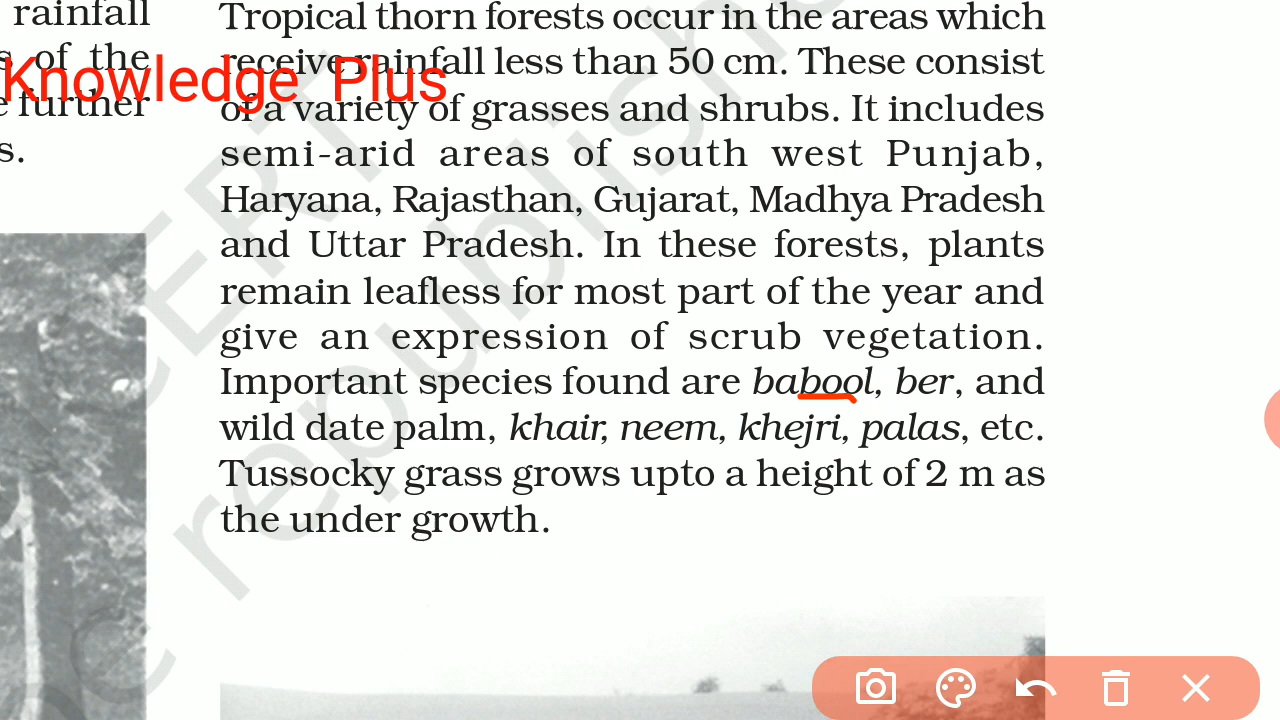 rainfall
s of the
e further
s.
Knowledge Plus
Tropical thorn forests occur in the areas which
receive rainfall less than 50 cm. These consist
of a variety of grasses and shrubs. It includes
semi-arid areas of south west Punjab,
Haryana, Rajasthan, Gujarat, Madhya Pradesh
and Uttar Pradesh. In these forests, plants
remain leafless for most part of the year and
give an expression of scrub vegetation.
Important species found are babool, ber, and
wild date palm, khair, neem, khejri, palas, etc.
Tussocky grass grows upto a height of 2 m as
the under growth.